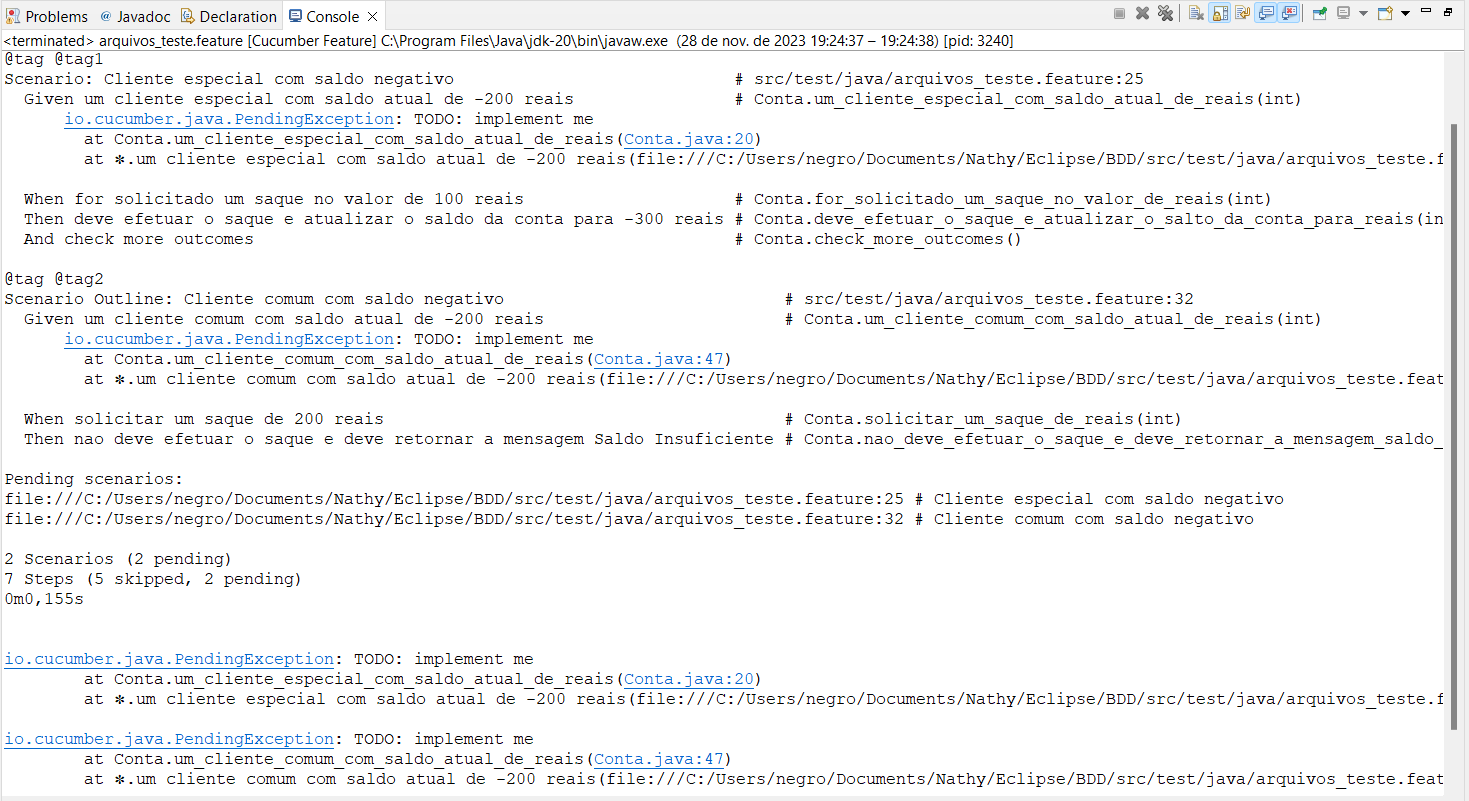 Problems @ Javadoc Declaration Console
<terminated> arquivos_teste.feature [Cucumber Feature] C:\Program Files\Java\jdk-20\bin\javaw.exe (28 de nov. de 2023 19:24:37 – 19:24:38) [pid: 3240]
@tag @tag1
Scenario: Cliente especial com saldo negativo # src/test/java/arquivos_teste.feature:25
Given um cliente especial com saldo atual de -200 reais # Conta.um_cliente_especial_com_saldo_atual_de_reais(int)
io.cucumber.java.PendingException: TODO: implement me
at Conta.um_cliente_especial_com_saldo_atual_de_reais(Conta.java:20)
at *.um cliente especial com saldo atual de -200 reais(file:///C:/Users/negro/Documents/Nathy/Eclipse/BDD/src/test/java/arquivos_teste.f
When for solicitado um saque no valor de 100 reais # Conta.for_solicitado_um_saque_no_valor_de_reais(int)
Then deve efetuar o saque e atualizar o saldo da conta para -300 reais # Conta.deve_efetuar_o_saque_e_atualizar_o_salto_da_conta_para_reais(in
And check more outcomes # Conta.check_more_outcomes()
@tag @tag2
Scenario Outline: Cliente comum com saldo negativo # src/test/java/arquivos_teste.feature:32
Given um cliente comum com saldo atual de -200 reais # Conta.um_cliente_comum_com_saldo_atual_de_reais(int)
io.cucumber.java.PendingException: TODO: implement me
at Conta.um_cliente_comum_com_saldo_atual_de_reais(Conta.java:47)
at *.um cliente comum com saldo atual de -200 reais(file:///C:/Users/negro/Documents/Nathy/Eclipse/BDD/src/test/java/arquivos_teste.feat
When solicitar um saque de 200 reais # Conta.solicitar_um_saque_de_reais(int)
Then nao deve efetuar o saque e deve retornar a mensagem Saldo Insuficiente # Conta.nao_deve_efetuar_o_saque_e_deve_retornar_a_mensagem_saldo_
Pending scenarios:
file:///C:/Users/negro/Documents/Nathy/Eclipse/BDD/src/test/java/arquivos_teste.feature:25 # Cliente especial com saldo negativo
file:///C:/Users/negro/Documents/Nathy/Eclipse/BDD/src/test/java/arquivos_teste.feature:32 # Cliente comum com saldo negativo
2 Scenarios (2 pending)
7 Steps (5 skipped, 2 pending)
0m0,155s
io.cucumber.java.PendingException: TODO: implement me
at Conta.um_cliente_especial_com_saldo_atual_de_reais(Conta.java:20)
at *.um cliente especial com saldo atual de -200 reais(file:///C:/Users/negro/Documents/Nathy/Eclipse/BDD/src/test/java/arquivos_teste.f
io.cucumber.java.PendingException: TODO: implement me
at Conta.um_cliente_comum_com_saldo_atual_de_reais(Conta.java:47)
at *.um cliente comum com saldo atual de -200 reais(file:///C:/Users/negro/Documents/Nathy/Eclipse/BDD/src/test/java/arquivos_teste.feat